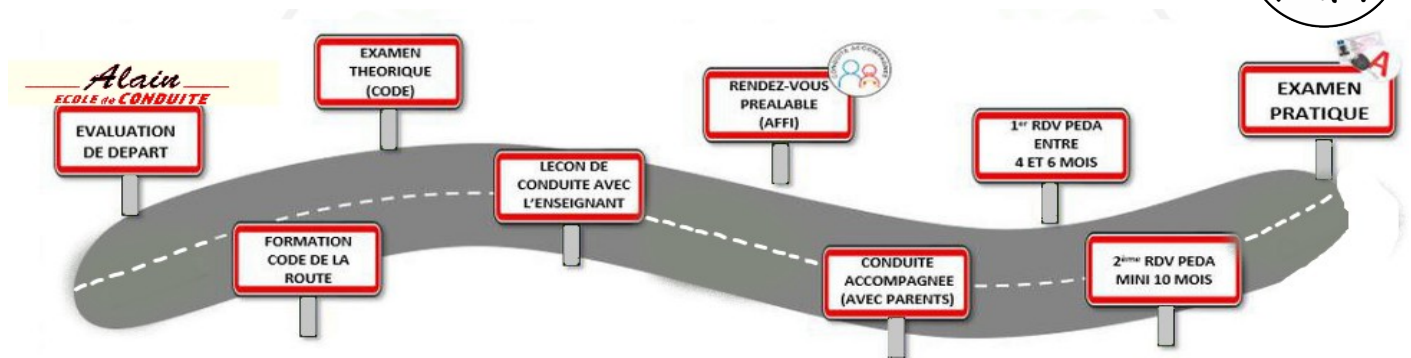 Alain
ECOLE de CONDUITE
EVALUATION
DE DEPART
FORMATION
CODE DE LA
ROUTE
EXAMEN
THEORIQUE
(CODE)
LECON DE
CONDUITE AVEC
L'ENSEIGNANT
RENDEZ-VOUS
PREALABLE
(AFFI)
CONDUITE ACCOMPAGNEE
CONDUITE
ACCOMPAGNEE
(AVEC PARENTS)
1er RDV PEDA
ENTRE
4 ET 6 MOIS
2ème RDV PEDA
MINI 10 MOIS
EXAMEN
PRATIQUE
A